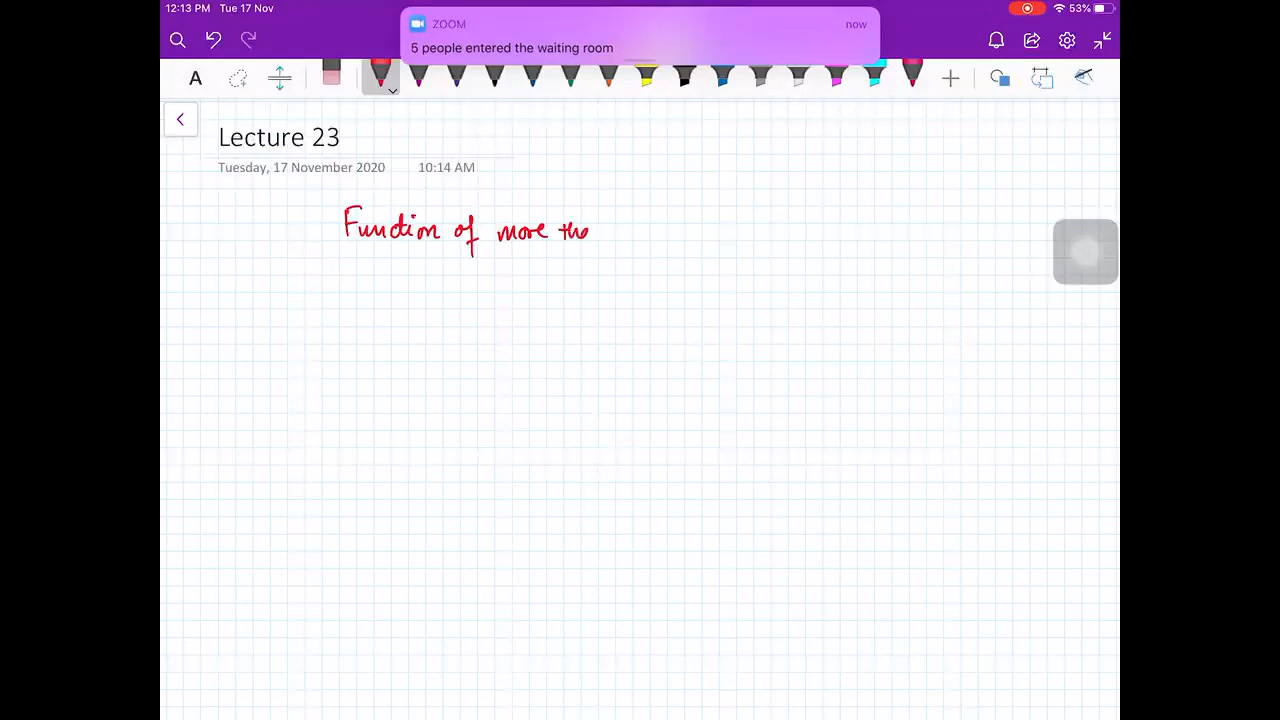 12:13 PM Tue 17 Nov
53%
ZOOM now
5 people entered the waiting room
A
Lecture 23
Tuesday, 17 November 2020 10:14 AM
Function of more tha